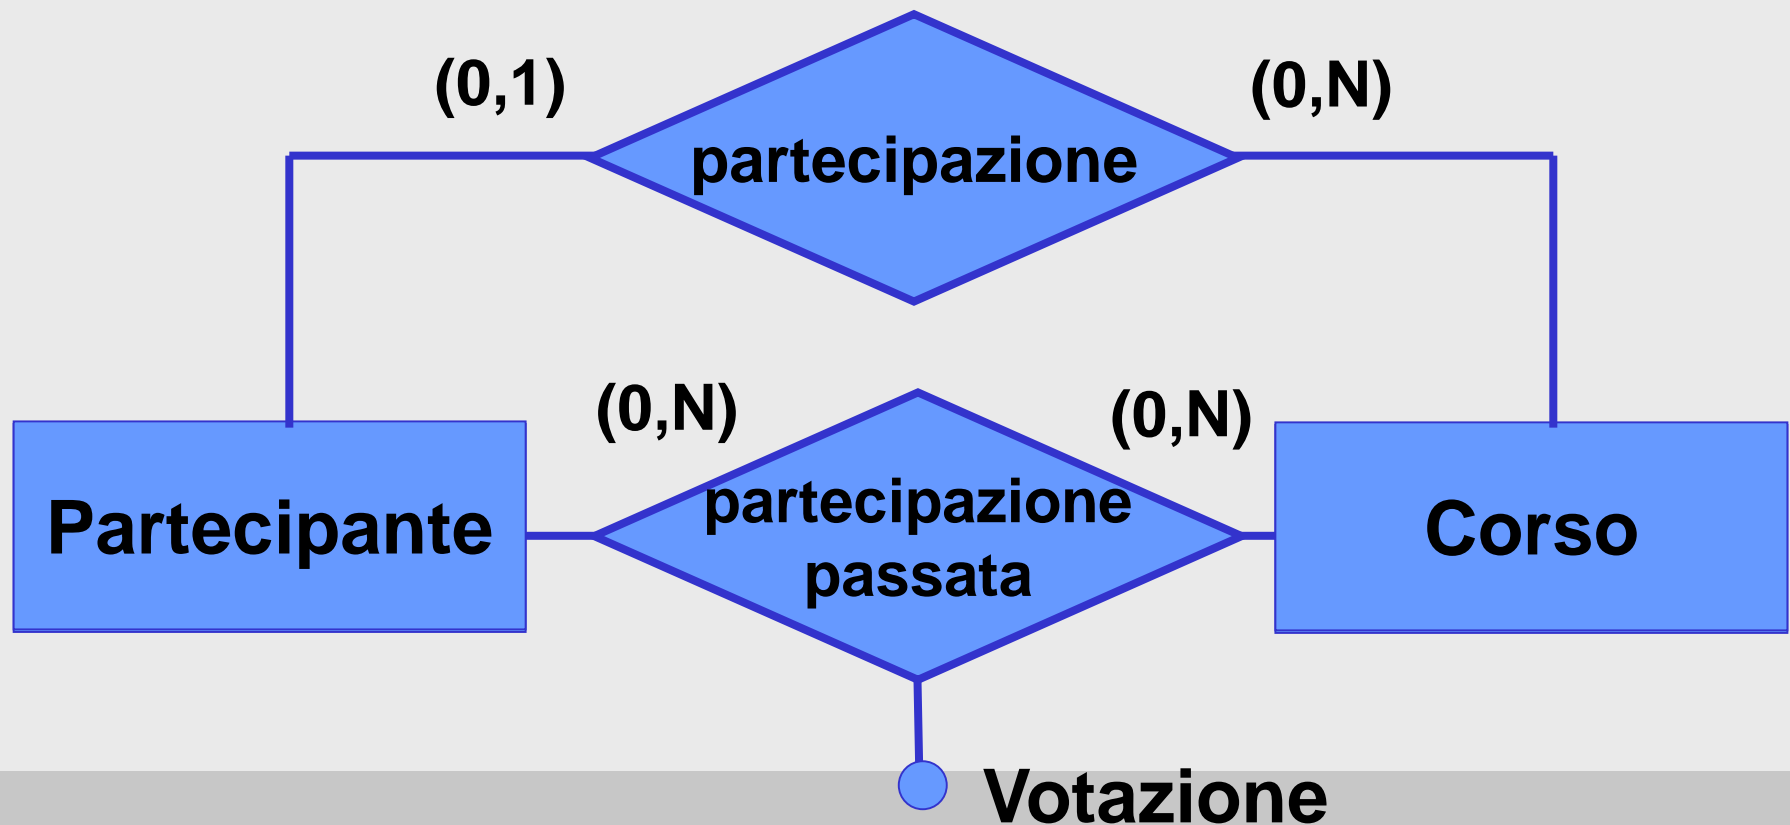 (0,1)
(0,N)
partecipazione
(0,N)
(0,N)
Partecipante
partecipazione
passata
Corso
Votazione